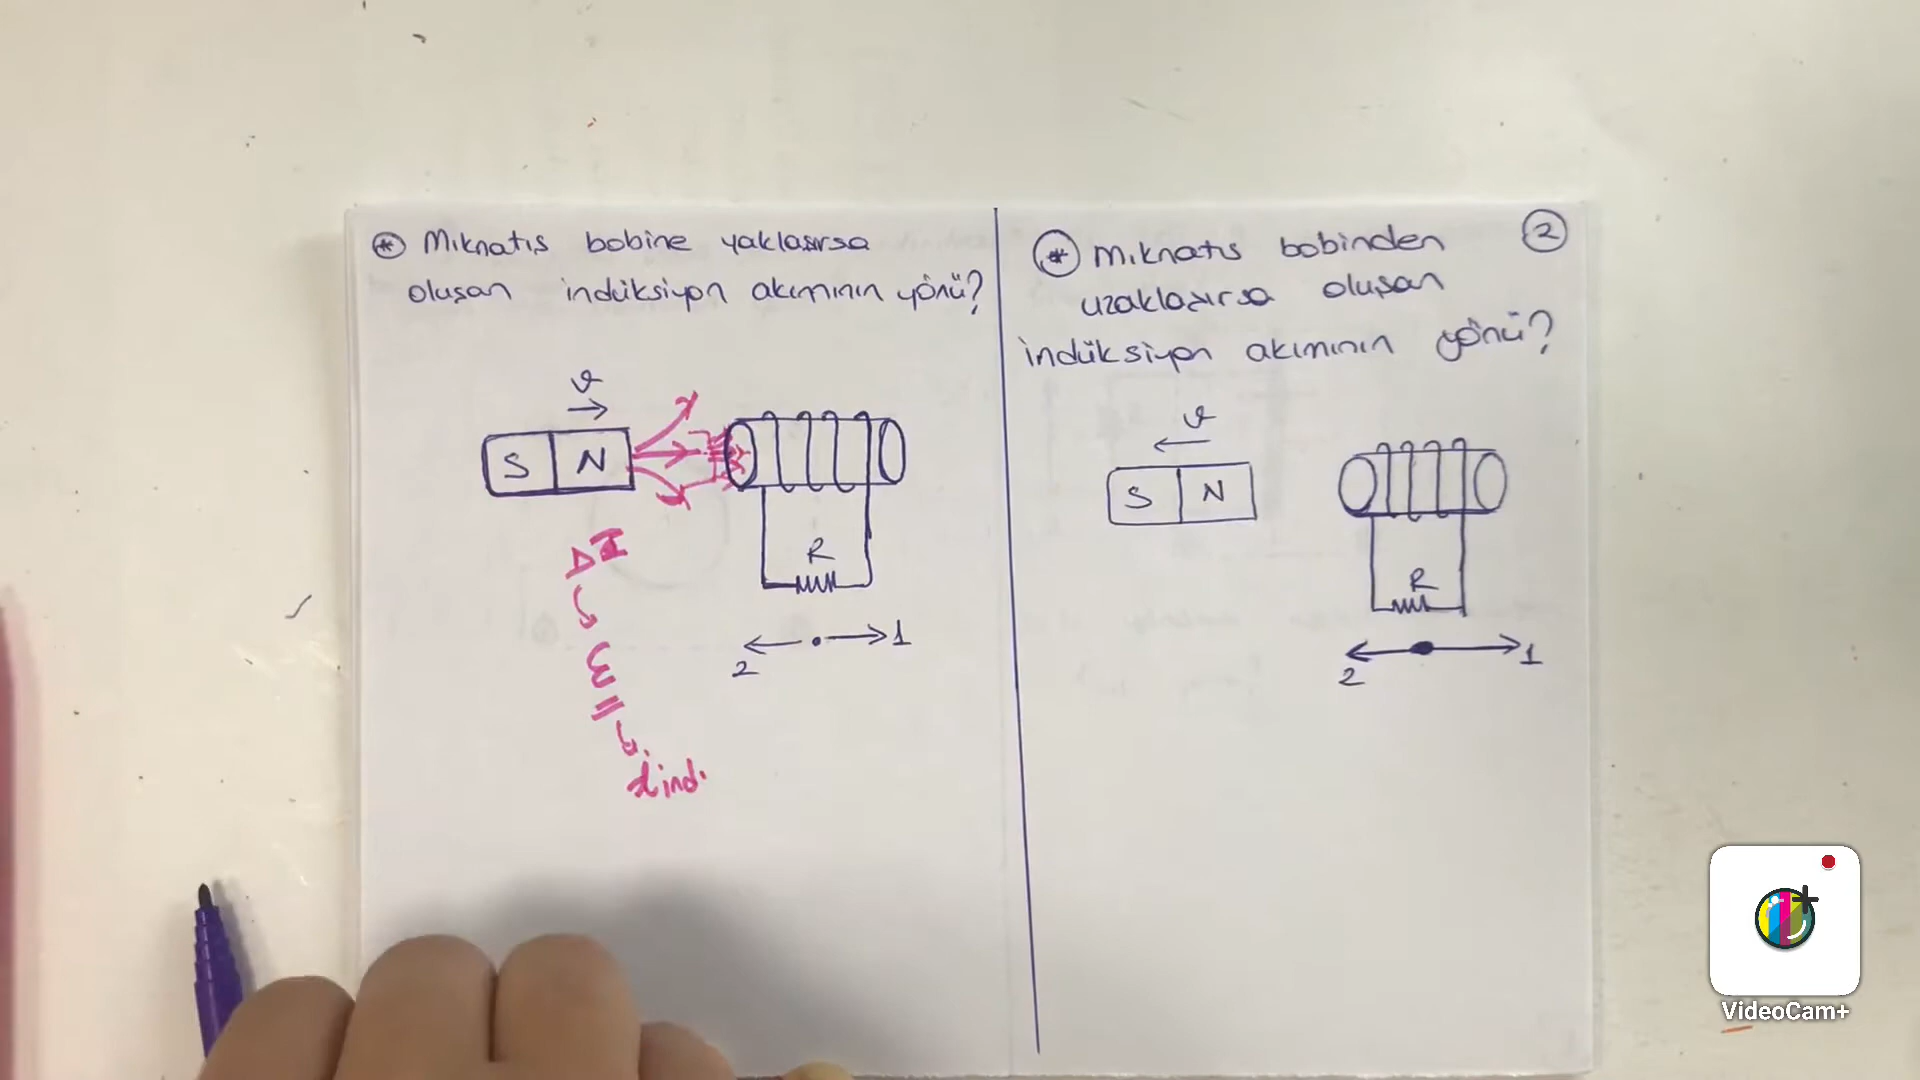 * Mıknatıs bobine yaklaşırsa
oluşan indüksiyon akımının yönü?
ϑ
S N
R
2 1
Δ
ε
iind.
2
* mıknatıs bobinden
uzaklaşırsa oluşan
indüksiyon akımının yönü?
ϑ
S N
R
2 1
VideoCam+